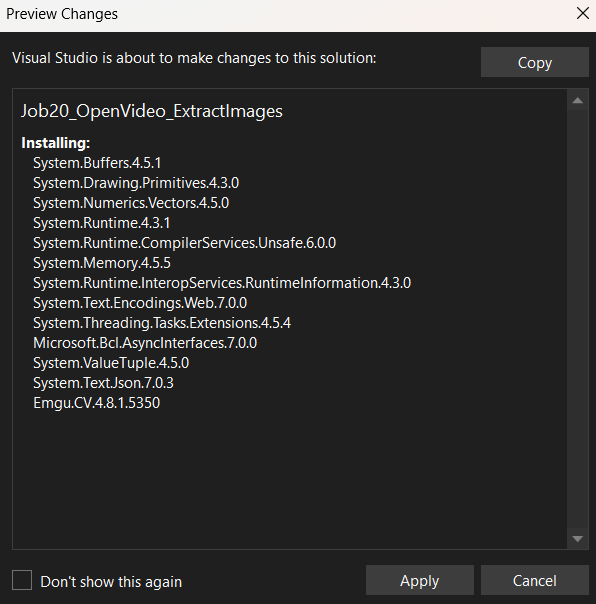 Preview Changes
Visual Studio is about to make changes to this solution:
Copy
Job20_OpenVideo_ExtractImages
Installing:
System.Buffers.4.5.1
System.Drawing.Primitives.4.3.0
System.Numerics.Vectors.4.5.0
System.Runtime.4.3.1
System.Runtime.CompilerServices.Unsafe.6.0.0
System.Memory.4.5.5
System.Runtime.InteropServices.RuntimeInformation.4.3.0
System.Text.Encodings.Web.7.0.0
System.Threading.Tasks.Extensions.4.5.4
Microsoft.Bcl.AsyncInterfaces.7.0.0
System.ValueTuple.4.5.0
System.Text.Json.7.0.3
Emgu.CV.4.8.1.5350
Don't show this again
Apply
Cancel